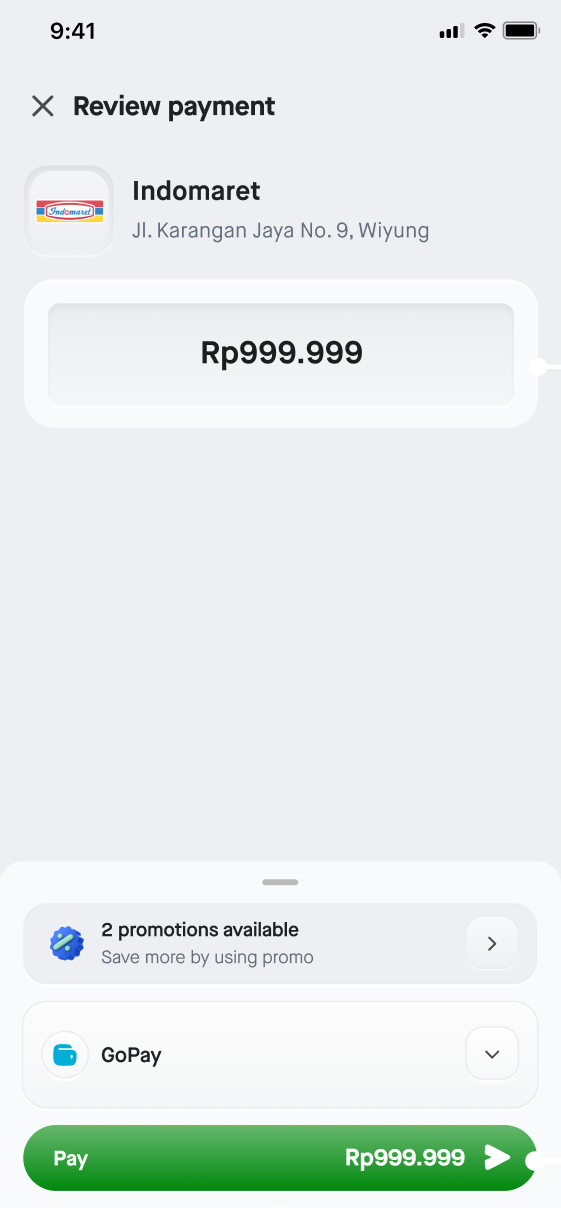 9:41
Review payment
Indomaret
Indomaret
Jl. Karangan Jaya No. 9, Wiyung
Rp999.999
2 promotions available
Save more by using promo
GoPay
Pay Rp999.999